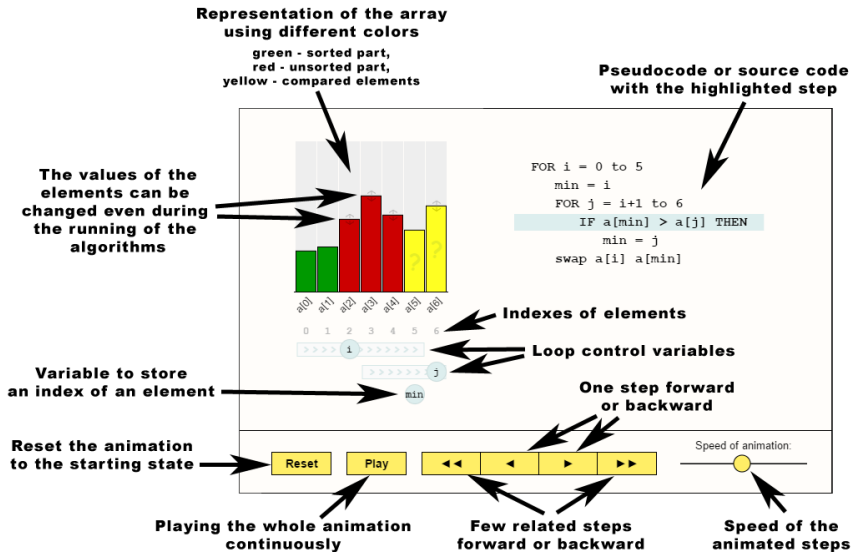 Representation of the array
using different colors
green - sorted part,
red - unsorted part,
yellow - compared elements
Pseudocode or source code
with the highlighted step
The values of the
elements can be
changed even during
the running of the
algorithms
FOR i = 0 to 5
min = i
FOR j = i+1 to 6
IF a[min] > a[j] THEN
min = j
swap a[i] a[min]
? ?
a[0] a[1] a[2] a[3] a[4] a[5] a[6]
0 1 2 3 4 5 6
Indexes of elements
i
Loop control variables
j
Variable to store
an index of an element
min
One step forward
or backward
Reset the animation
to the starting state
Reset Play
Speed of animation:
Playing the whole animation
continuously
Few related steps
forward or backward
Speed of the
animated steps